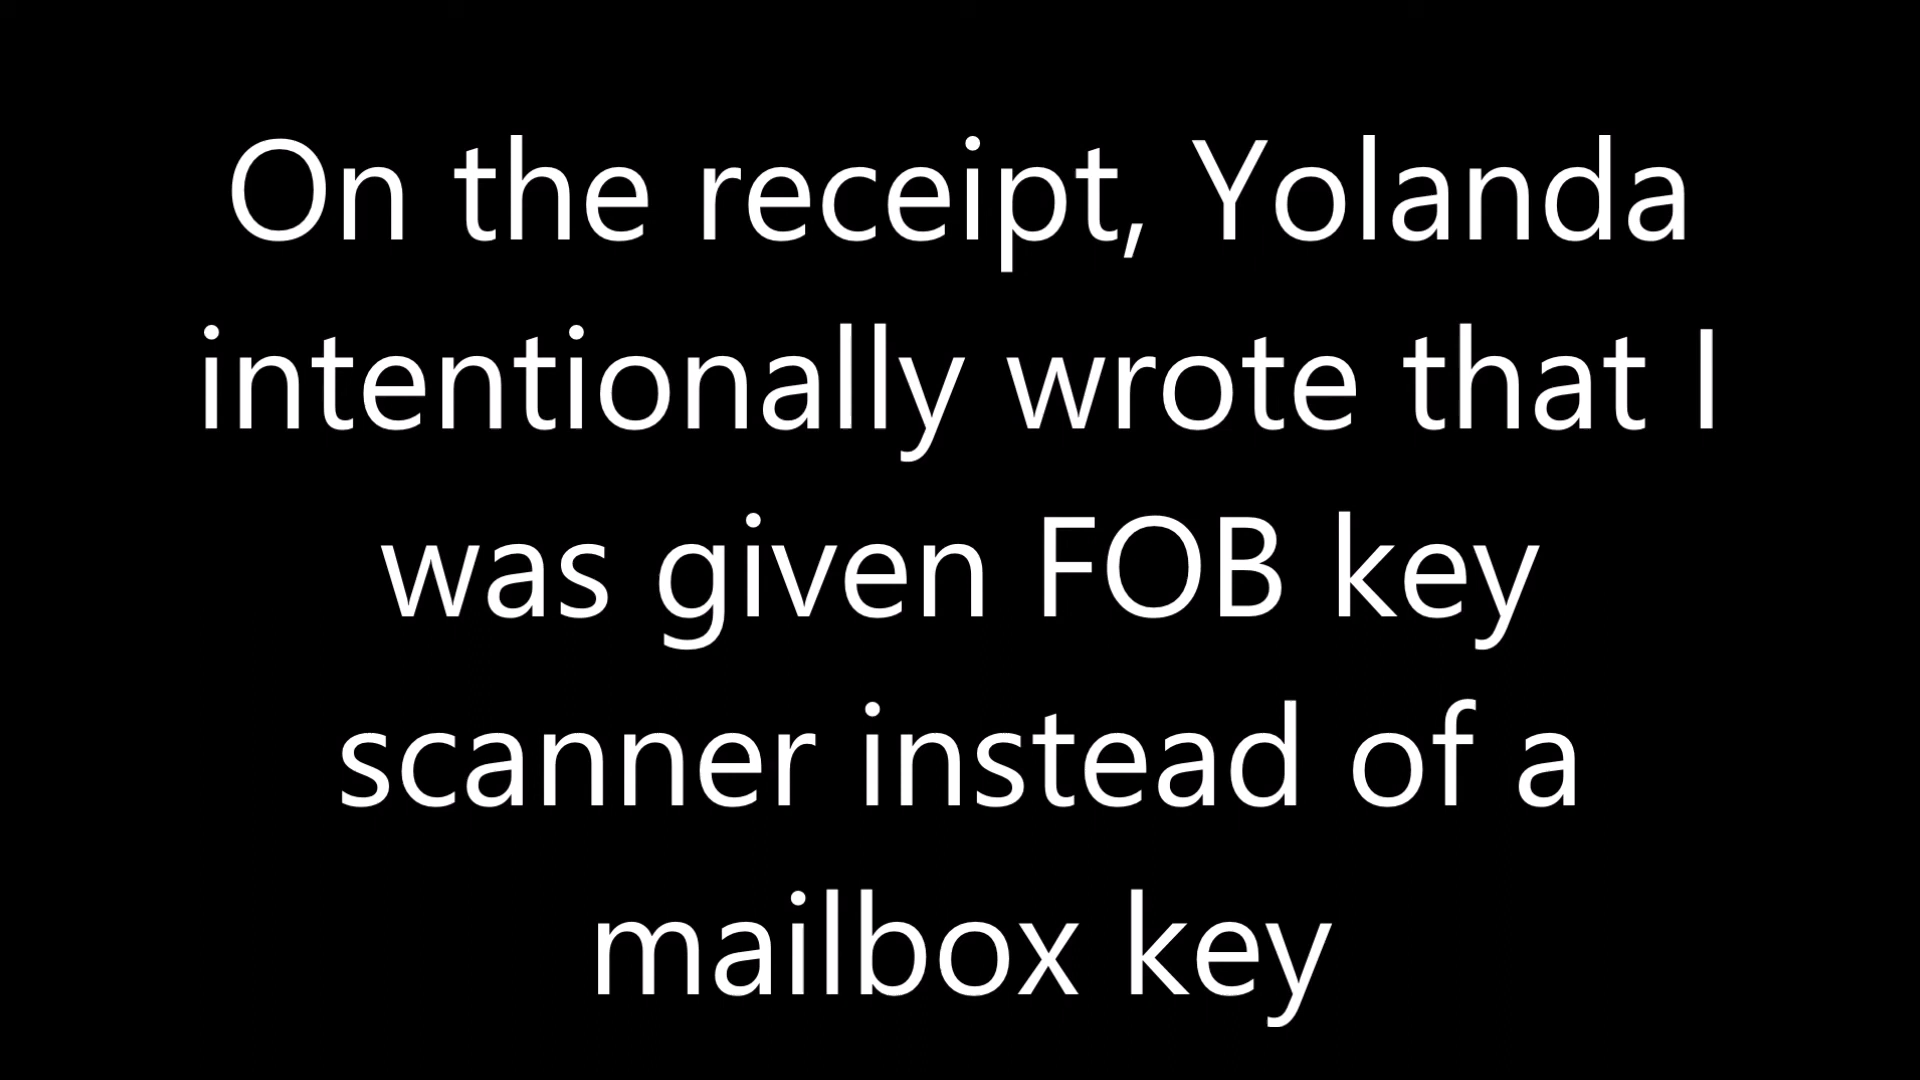 On the receipt, Yolanda
intentionally wrote that I
was given FOB key
scanner instead of a
mailbox key